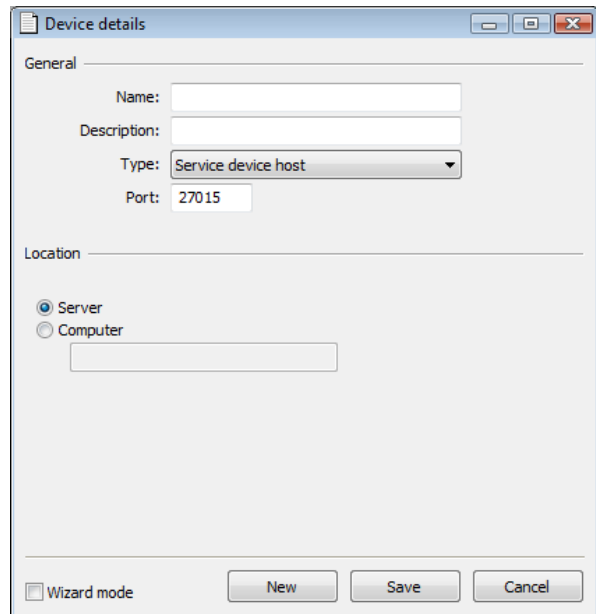 Device details
General
Name:
Description:
Type: Service device host
Port: 27015
Location
Server
Computer
Wizard mode New Save Cancel